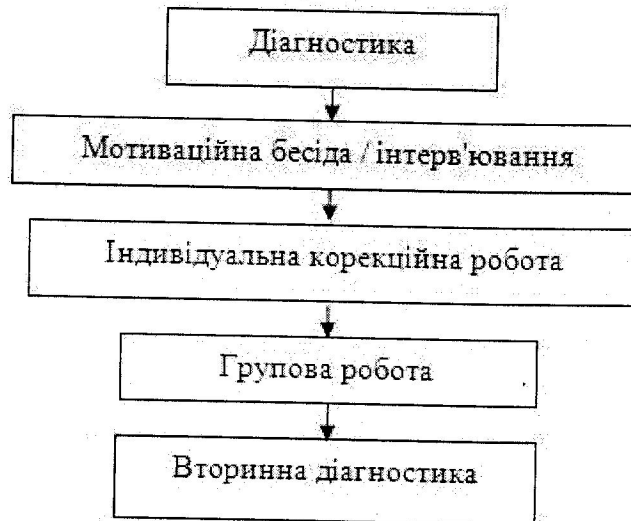 Діагностика
Мотиваційна бесіда / інтерв'ювання
Індивідуальна корекційна робота
Групова робота
Вторинна діагностика